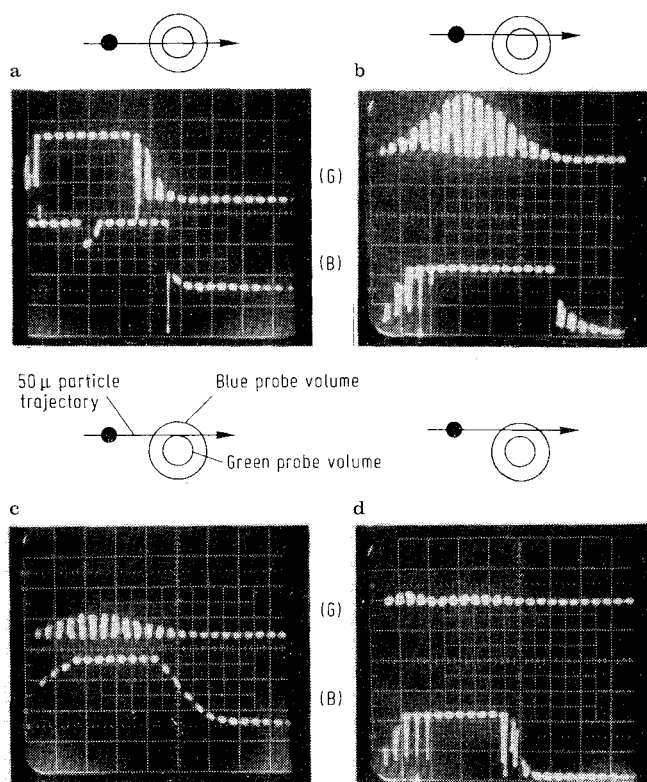 a
b
(G)
(B)
50 μ particle
trajectory
Blue probe volume
Green probe volume
c
d
(G)
(B)